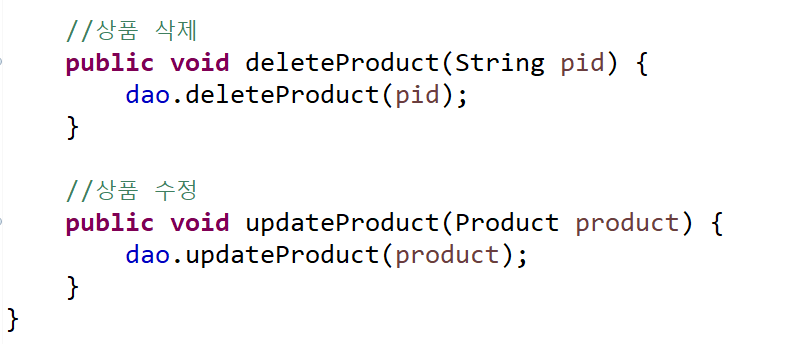 //상품 삭제
public void deleteProduct(String pid) {
dao.deleteProduct(pid);
}
//상품 수정
public void updateProduct(Product product) {
dao.updateProduct(product);
}
}